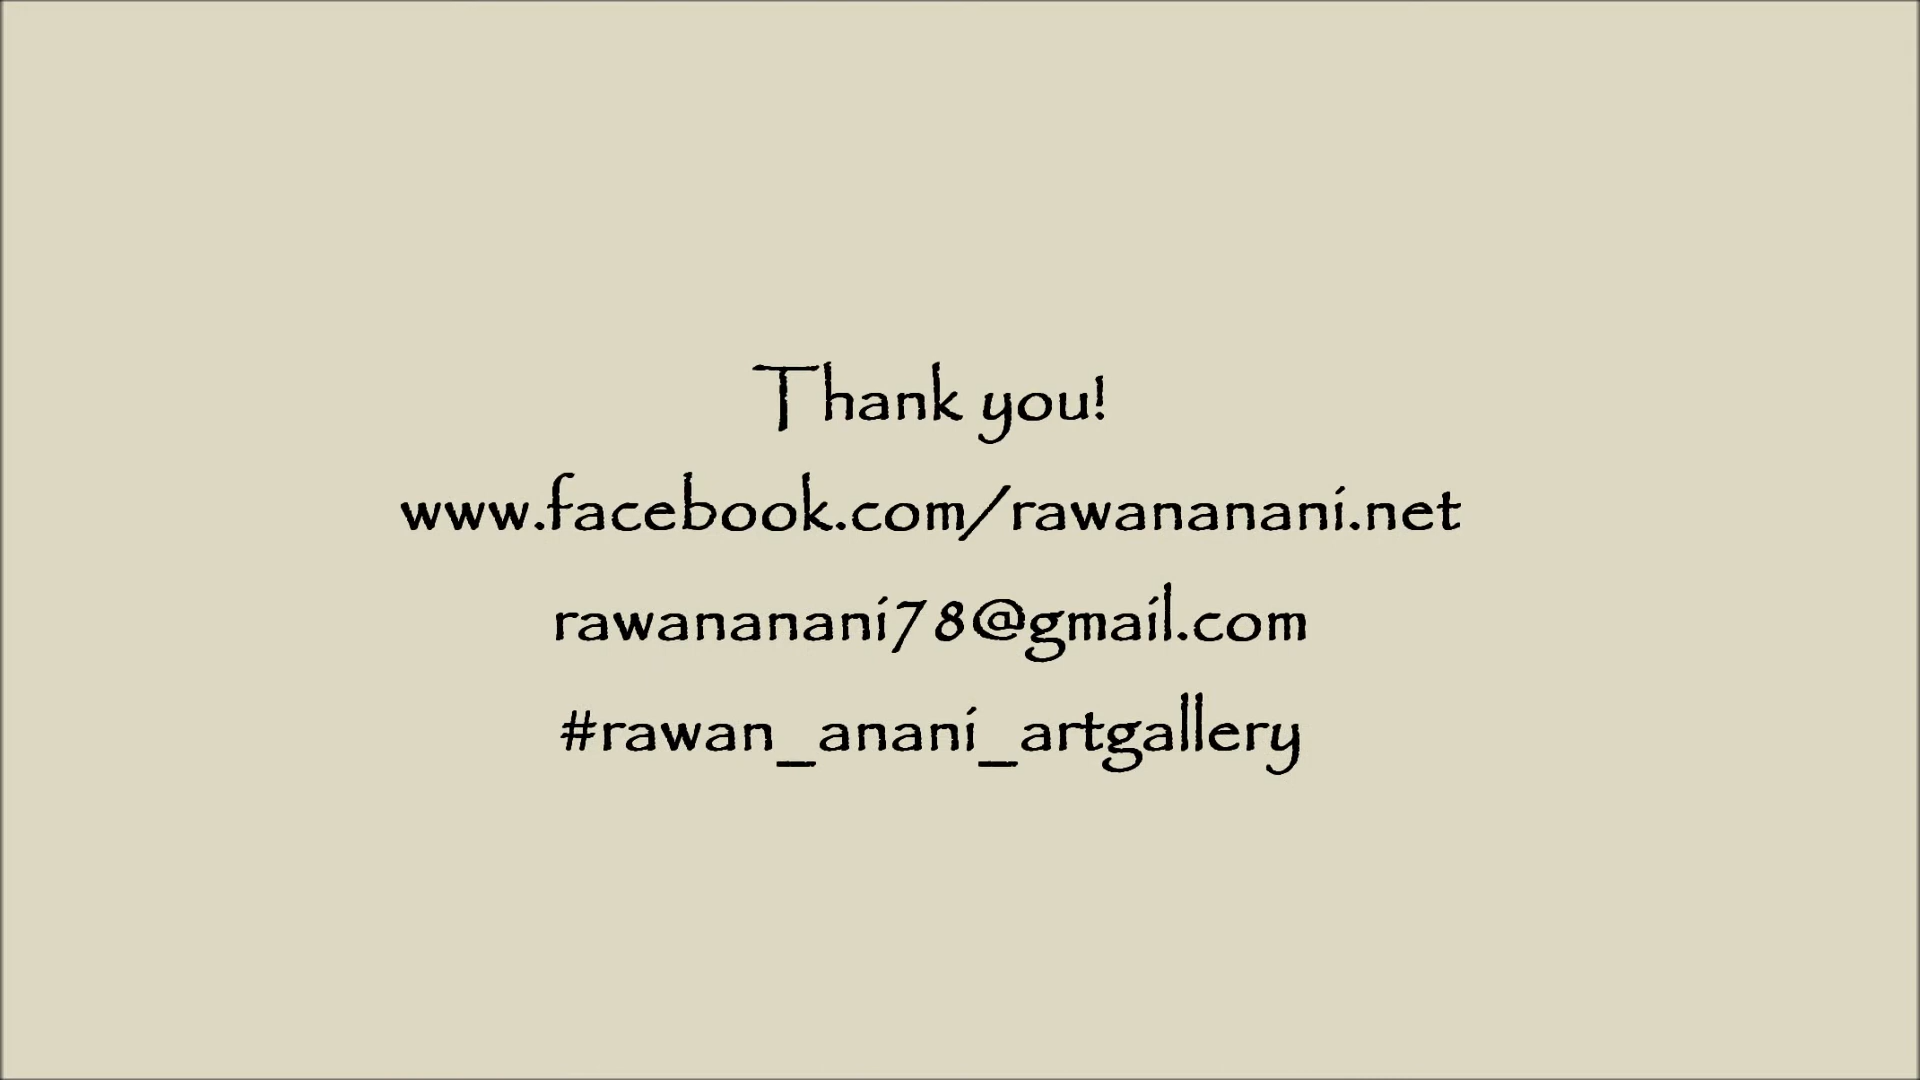 Thank you!
www.facebook.com/rawananani.net
rawananani78@gmail.com
#rawan_anani_artgallery